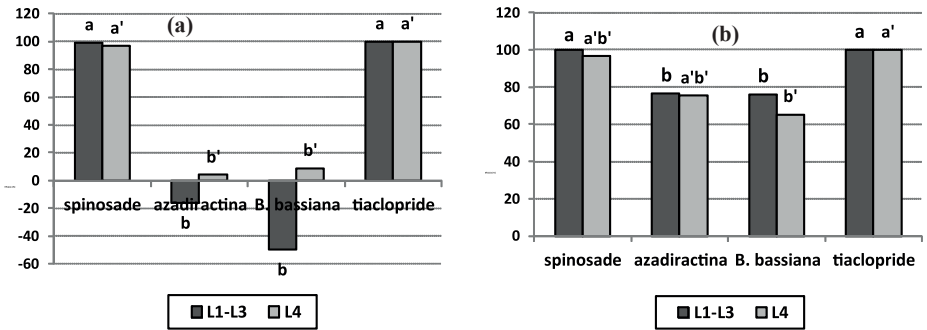 (a)
120
100
80
60
40
20
0
-20
-40
-60
a a' b' b' a a'
b b
spinosade azadiractina B. bassiana tiaclopride
L1-L3 L4
(b)
120
100
80
60
40
20
0
a a'b' b a'b' b b' a a'
spinosade azadiractina B. bassiana tiaclopride
L1-L3 L4